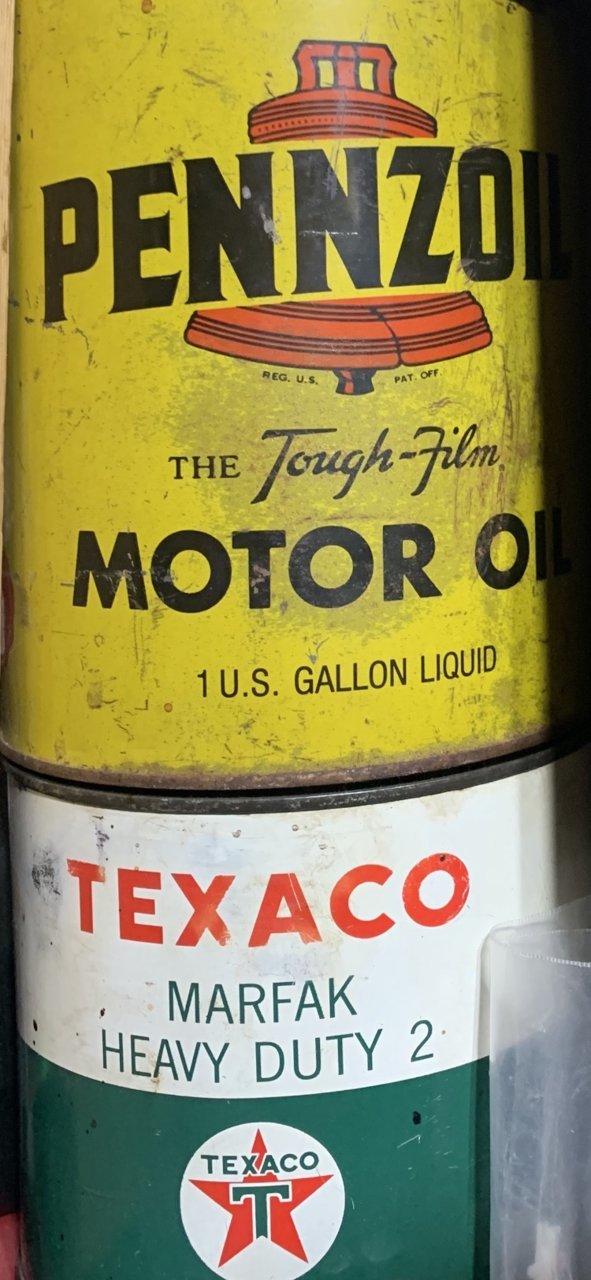 PENNZOIL
REG. U.S. PAT. OFF.
THE Tough-Film
MOTOR OIL
1 U.S. GALLON LIQUID
TEXACO
MARFAK
HEAVY DUTY 2
TEXACO
T